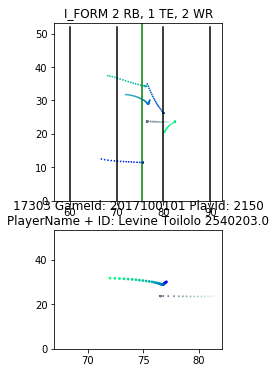 I_FORM 2 RB, 1 TE, 2 WR
50
40
30
20
10
0
60 70 80 90
17303 GameId: 2017100101 PlayId: 2150
PlayerName + ID: Levine Toilolo 2540203.0
40
20
0
70 75 80